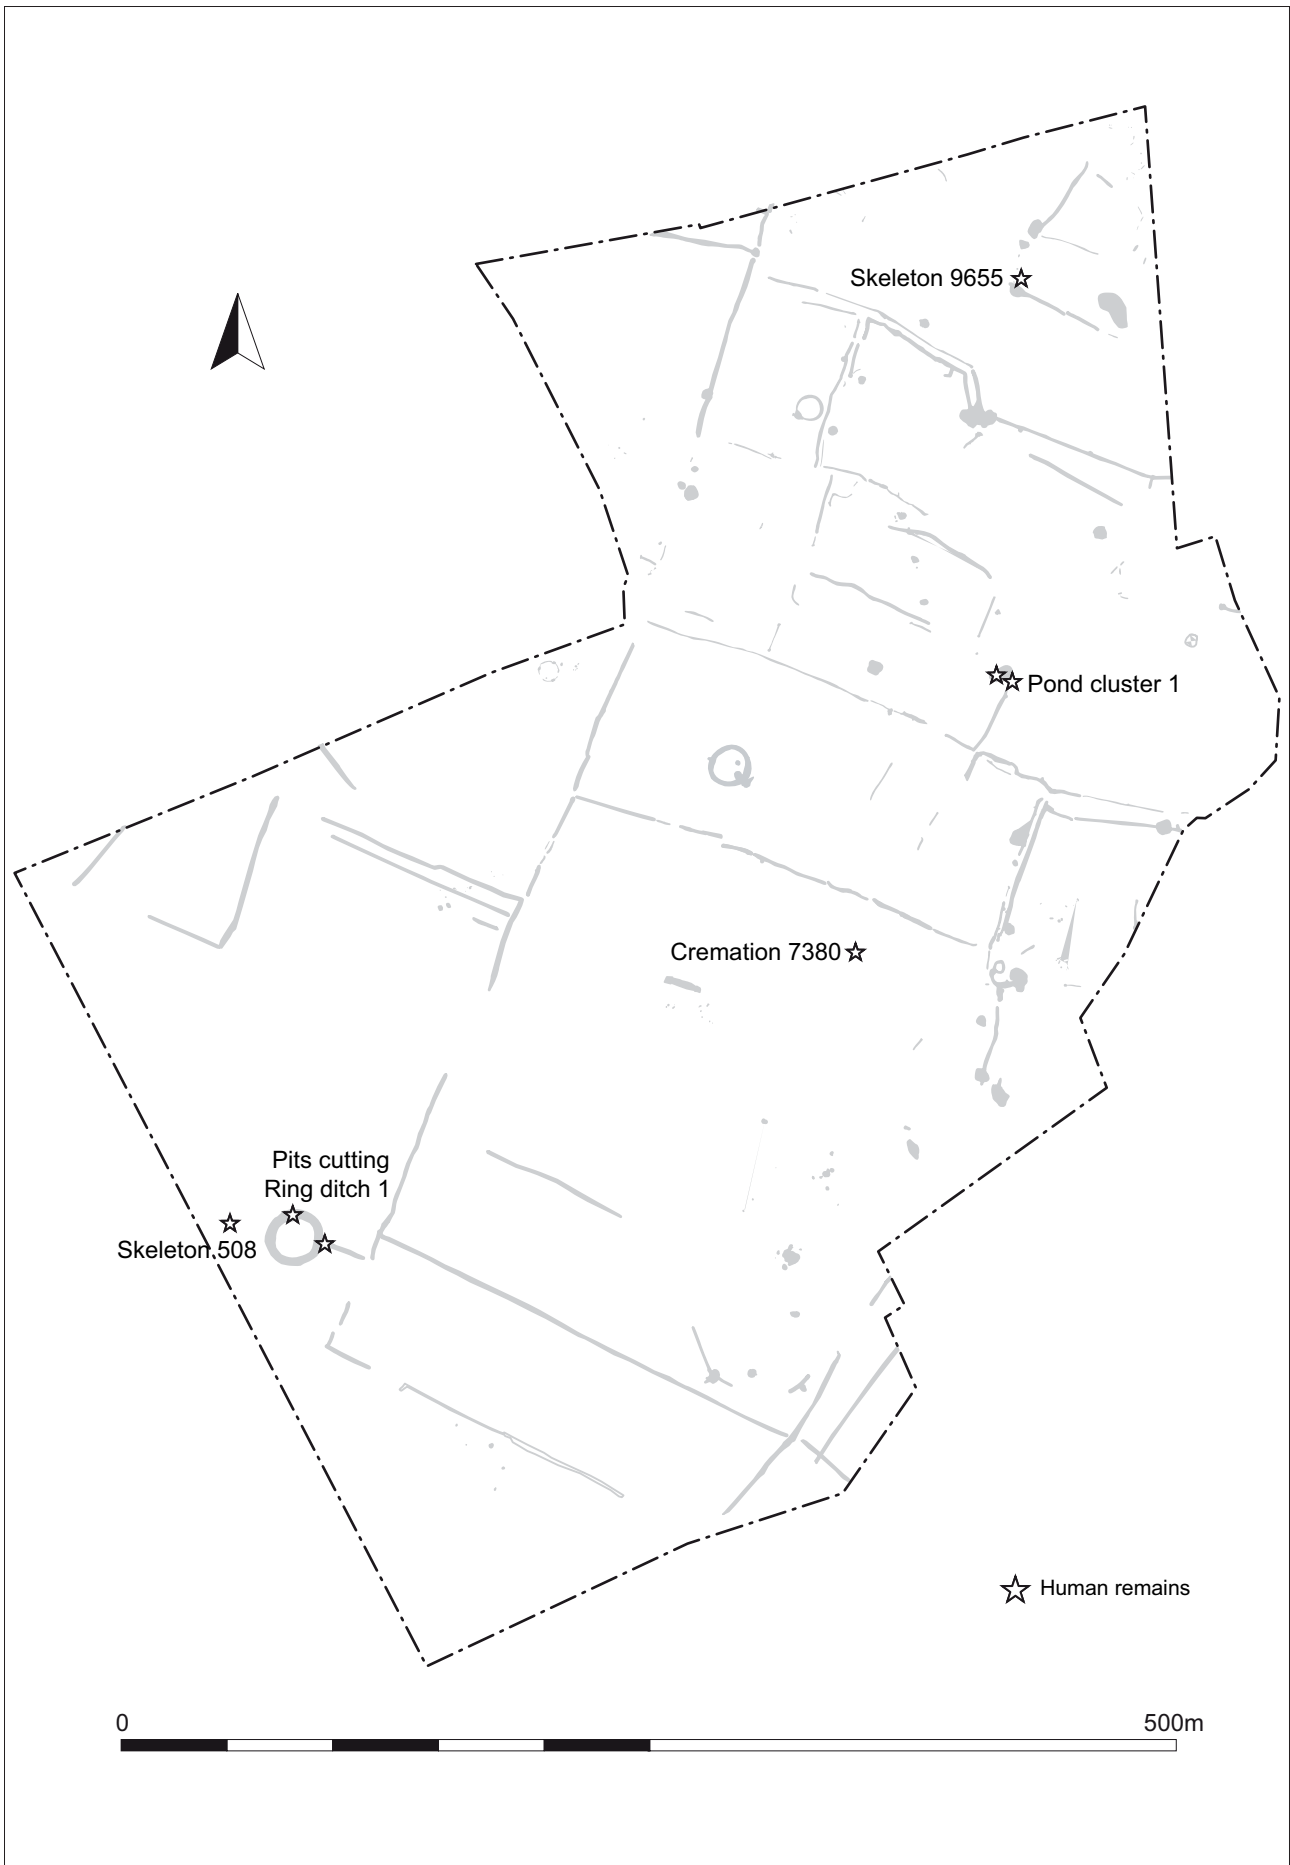 Skeleton 9655
Pond cluster 1
Cremation 7380
Pits cutting
Ring ditch 1
Skeleton 508
Human remains
0
500m